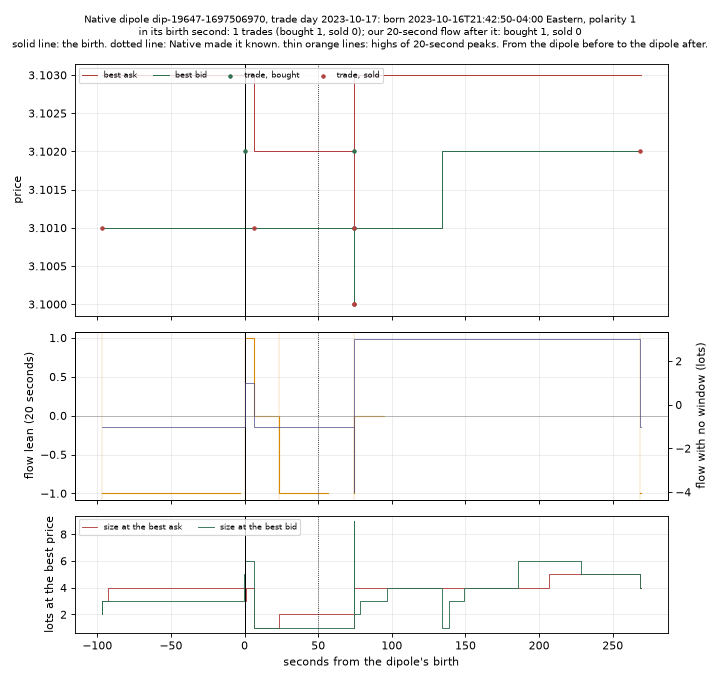 Native dipole dip-19647-1697506970, trade day 2023-10-17: born 2023-10-16T21:42:50-04:00 Eastern, polarity 1
in its birth second: 1 trades (bought 1, sold 0); our 20-second flow after it: bought 1, sold 0
solid line: the birth. dotted line: Native made it known. thin orange lines: highs of 20-second peaks. From the dipole before to the dipole after.
best ask best bid trade, bought trade, sold
3.1030
3.1025
3.1020
3.1015
3.1010
3.1005
3.1000
price
1.0
0.5
0.0
−0.5
−1.0
flow lean (20 seconds)
2
0
−2
−4
flow with no window (lots)
size at the best ask size at the best bid
8
6
4
2
lots at the best price
−100 −50 0 50 100 150 200 250
seconds from the dipole's birth